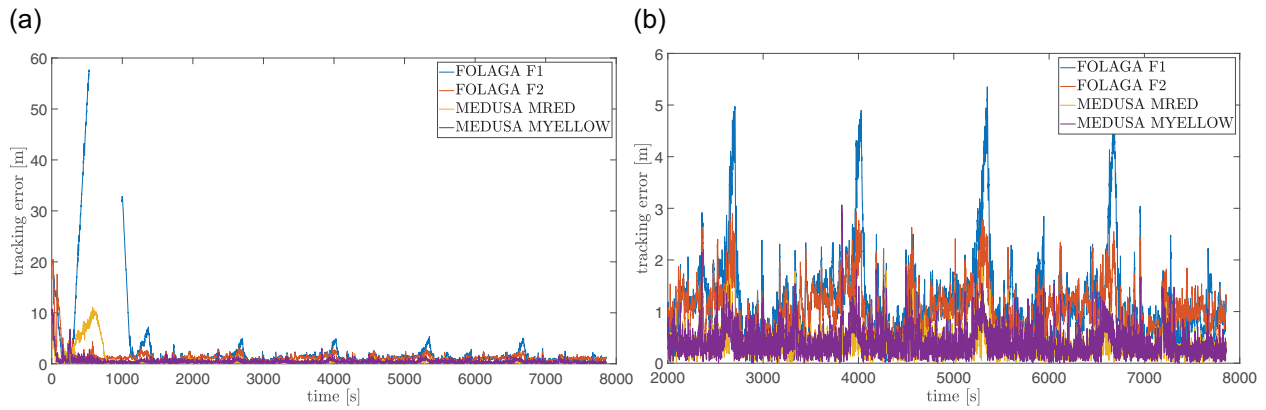 (a)
60
50
40
30
20
10
0
tracking error [m]
FOLAGA F1
FOLAGA F2
MEDUSA MRED
MEDUSA MYELLOW
0 1000 2000 3000 4000 5000 6000 7000 8000
time [s]
(b)
6
5
4
3
2
1
0
tracking error [m]
FOLAGA F1
FOLAGA F2
MEDUSA MRED
MEDUSA MYELLOW
2000 3000 4000 5000 6000 7000 8000
time [s]